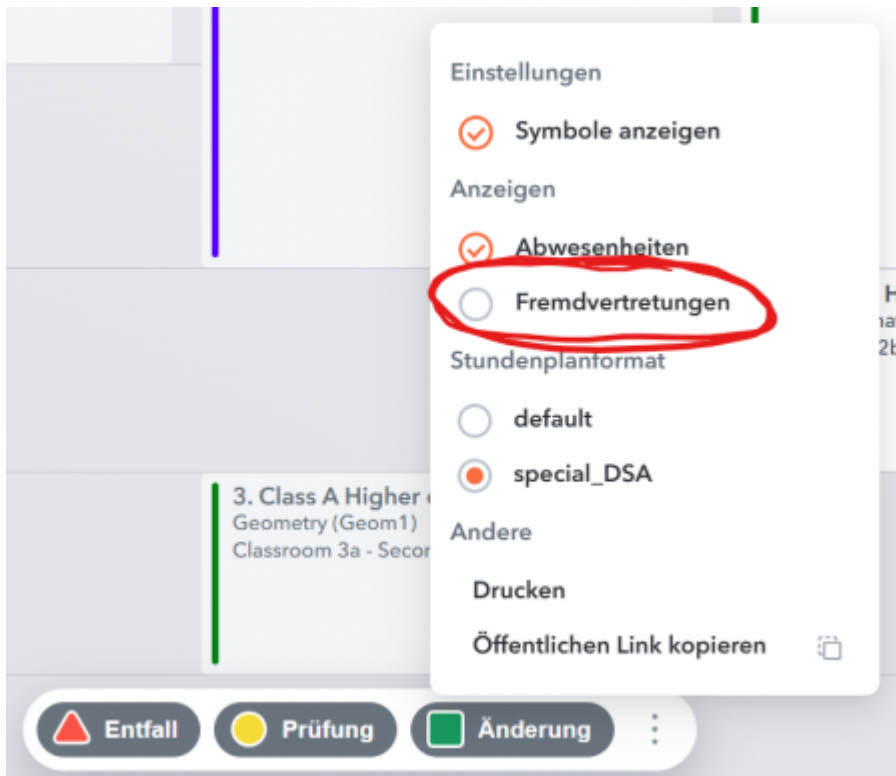 Einstellungen
Symbole anzeigen
Anzeigen
Abwesenheiten
Fremdvertretungen
Stundenplanformat
default
special_DSA
Andere
Drucken
Öffentlichen Link kopieren
H
2b
3. Class A Higher
Geometry (Geom1)
Classroom 3a - Secon
Entfall
Prüfung
Änderung